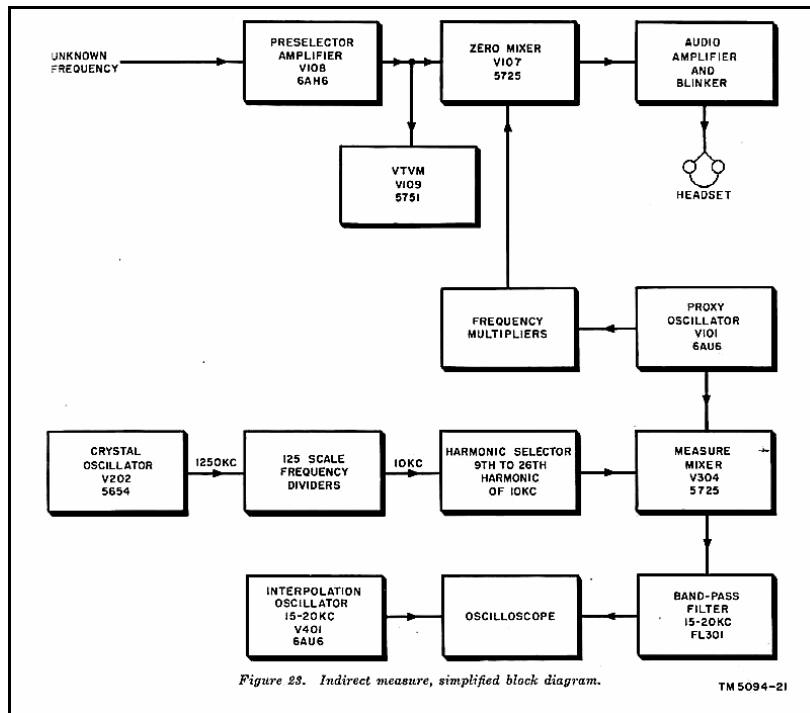 UNKNOWN
FREQUENCY
PRESELECTOR
AMPLIFIER
V108
6AH6
ZERO MIXER
V107
5725
AUDIO
AMPLIFIER
AND
BLINKER
VTVM
V109
5751
HEADSET
FREQUENCY
MULTIPLIERS
PROXY
OSCILLATOR
V101
6AU6
CRYSTAL
OSCILLATOR
V202
5654
1250KC
125 SCALE
FREQUENCY
DIVIDERS
10KC
HARMONIC SELECTOR
9TH TO 26TH
HARMONIC
OF 10KC
MEASURE
MIXER
V304
5725
INTERPOLATION
OSCILLATOR
15-20KC
V401
6AU6
OSCILLOSCOPE
BAND-PASS
FILTER
15-20KC
FL301
Figure 23. Indirect measure, simplified block diagram.
TM 5094-21